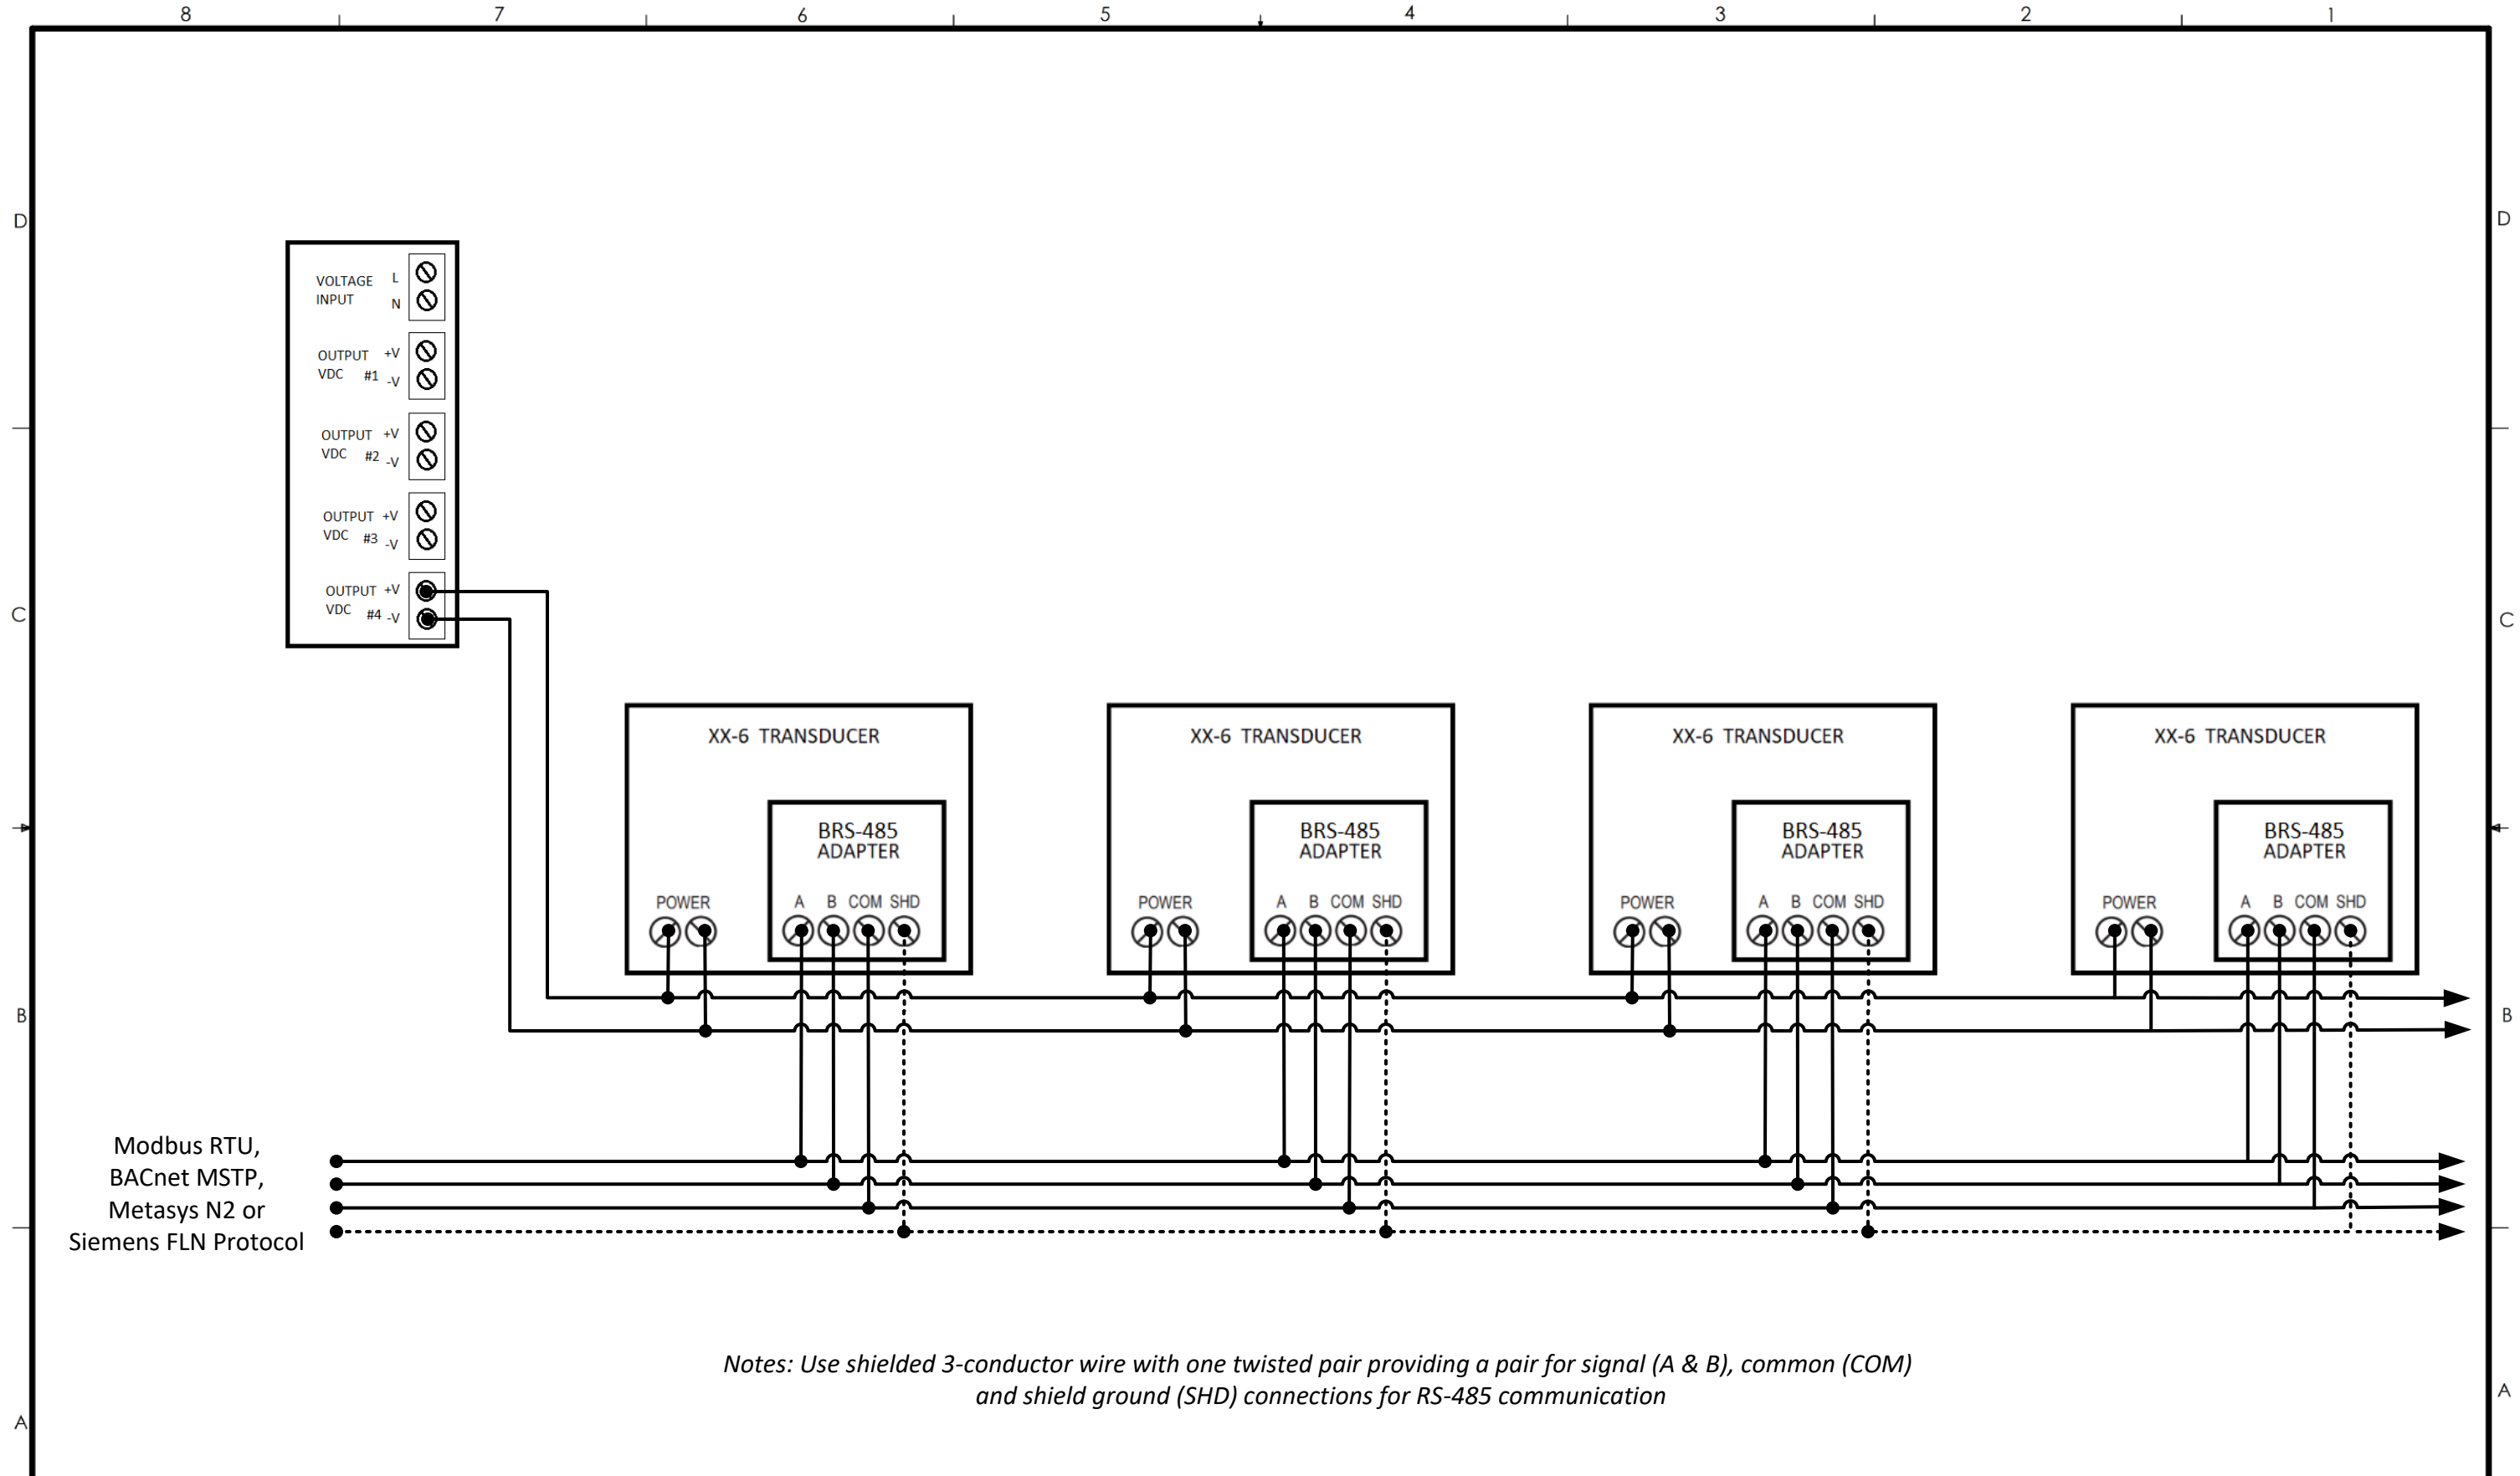 8 7 6 5 4 3 2 1
D D
VOLTAGE L
INPUT N
OUTPUT +V
VDC #1 -V
OUTPUT +V
VDC #2 -V
OUTPUT +V
VDC #3 -V
OUTPUT +V
VDC #4 -V
C C
XX-6 TRANSDUCER
BRS-485
ADAPTER
POWER A B COM SHD
XX-6 TRANSDUCER
BRS-485
ADAPTER
POWER A B COM SHD
XX-6 TRANSDUCER
BRS-485
ADAPTER
POWER A B COM SHD
XX-6 TRANSDUCER
BRS-485
ADAPTER
POWER A B COM SHD
B B
Modbus RTU,
BACnet MSTP,
Metasys N2 or
Siemens FLN Protocol
Notes: Use shielded 3-conductor wire with one twisted pair providing a pair for signal (A & B), common (COM)
and shield ground (SHD) connections for RS-485 communication
A A